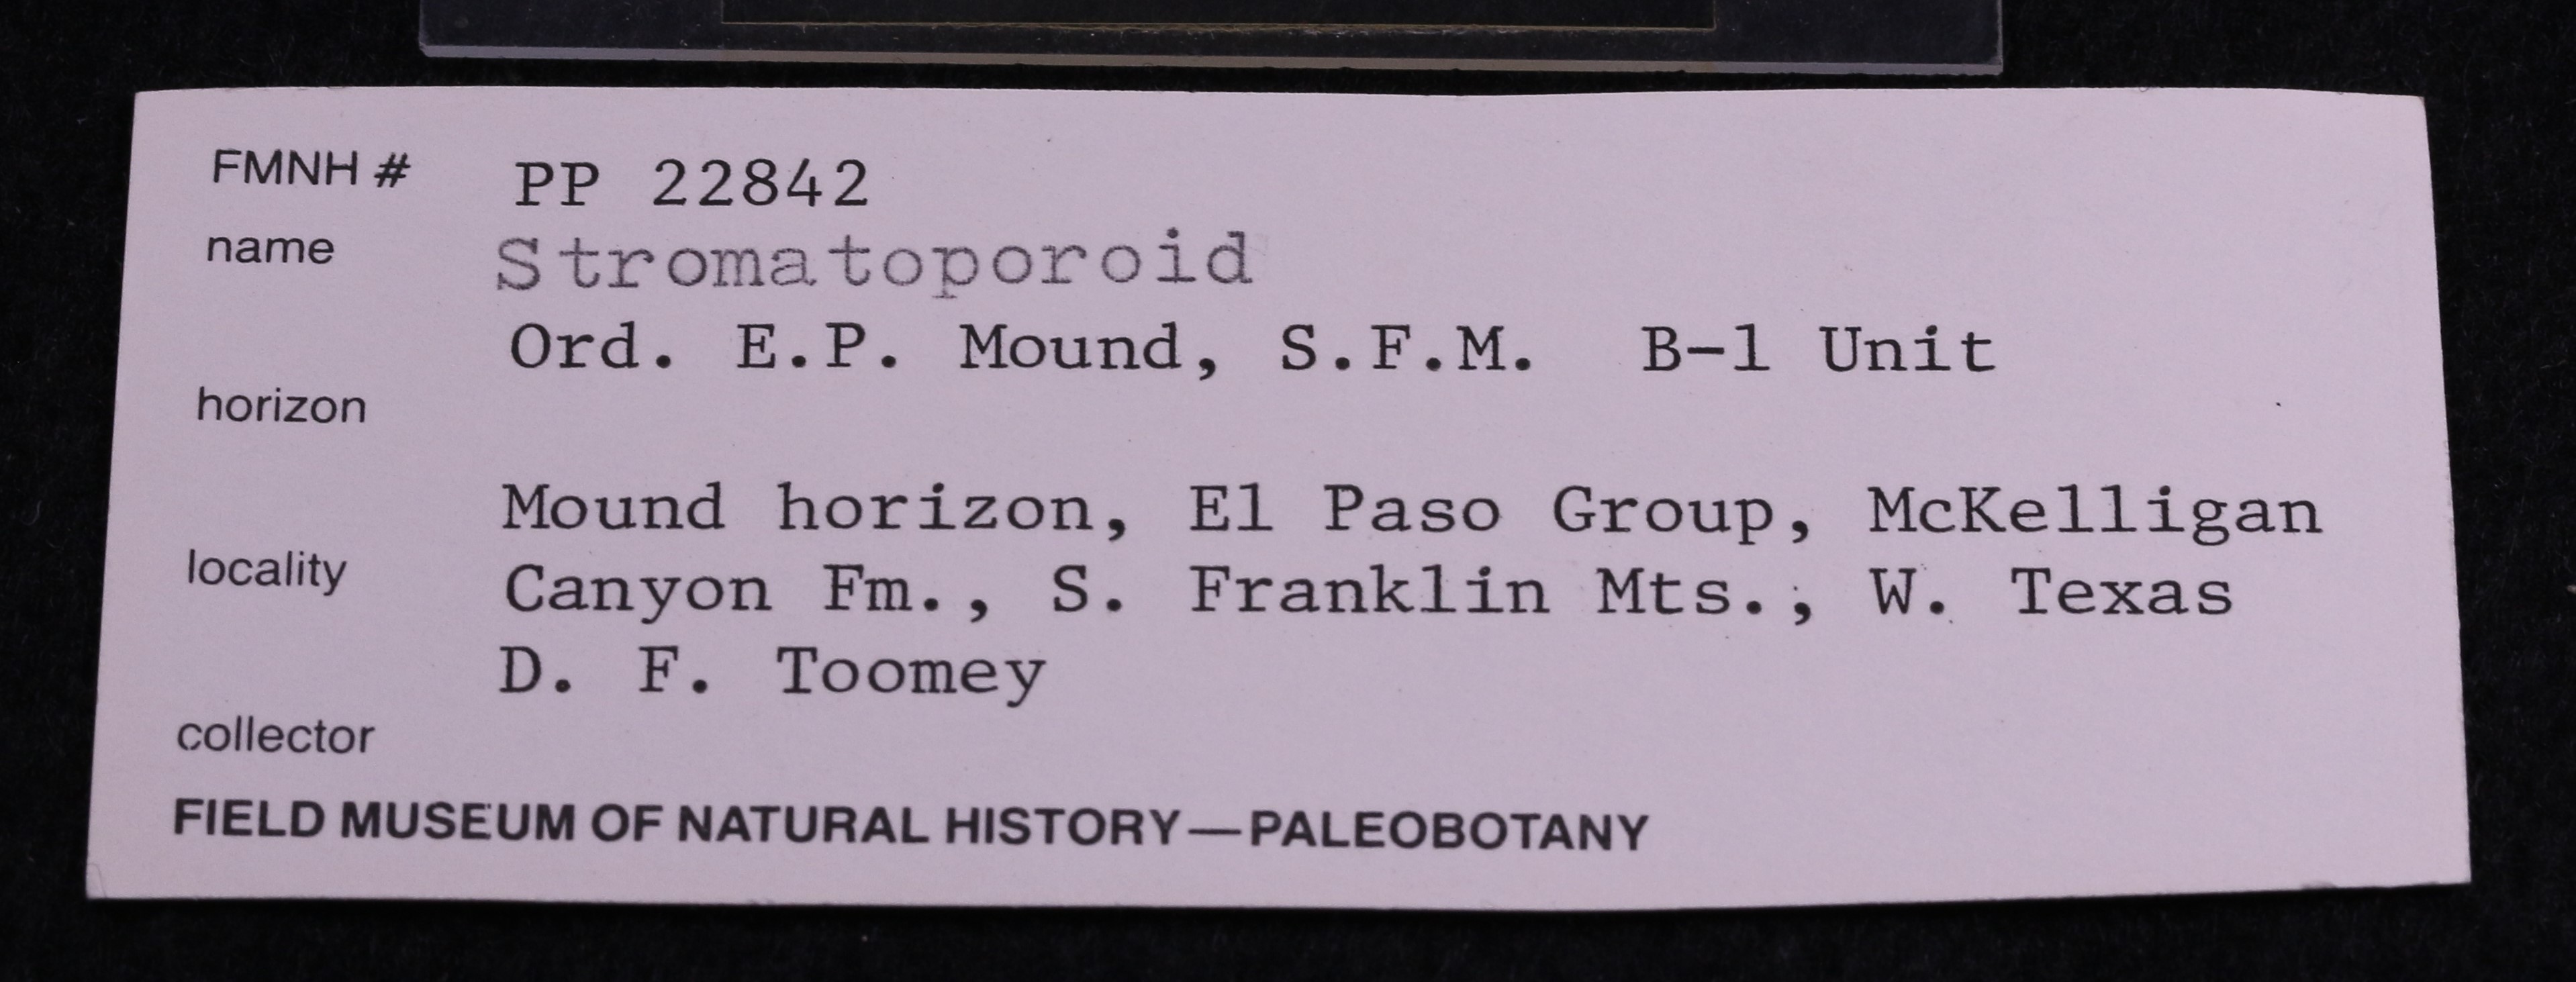 FMNH # PP 22842
name Stromatoporoid
Ord. E.P. Mound, S.F.M. B-1 Unit
horizon
Mound horizon, El Paso Group, McKelligan
locality Canyon Fm., S. Franklin Mts., W. Texas
D. F. Toomey
collector
FIELD MUSEUM OF NATURAL HISTORY—PALEOBOTANY